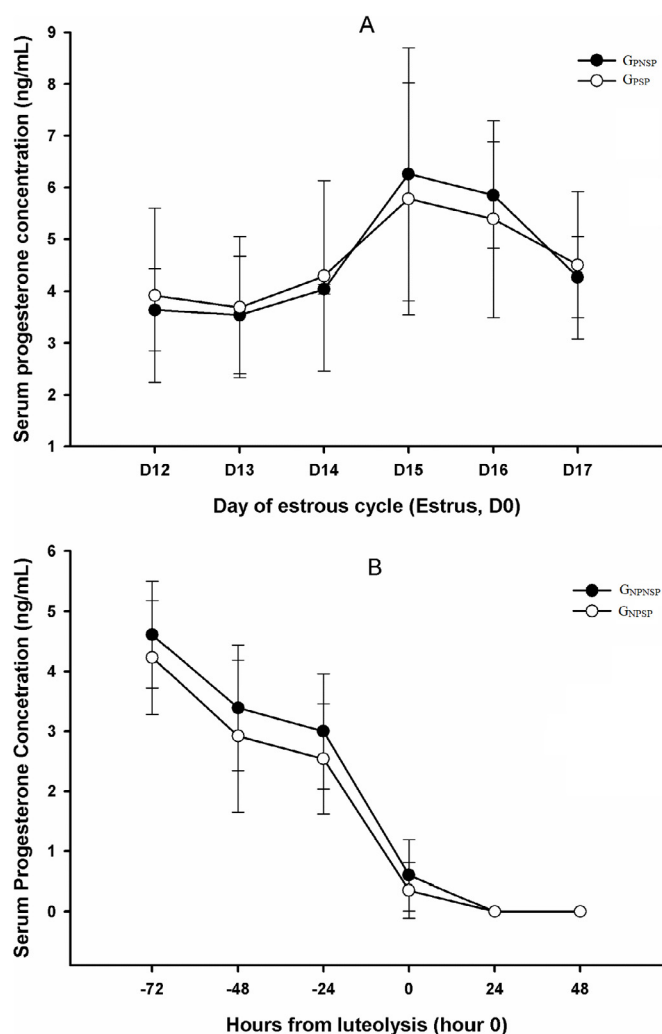 A
9
8
7
6
5
4
3
2
1
Serum progesterone concentration (ng/mL)
GPNSP
GPSP
D12 D13 D14 D15 D16 D17
Day of estrous cycle (Estrus, D0)
B
6
5
4
3
2
1
0
Serum Progesterone Concetration (ng/mL)
GNPNSP
GNPSP
-72 -48 -24 0 24 48
Hours from luteolysis (hour 0)